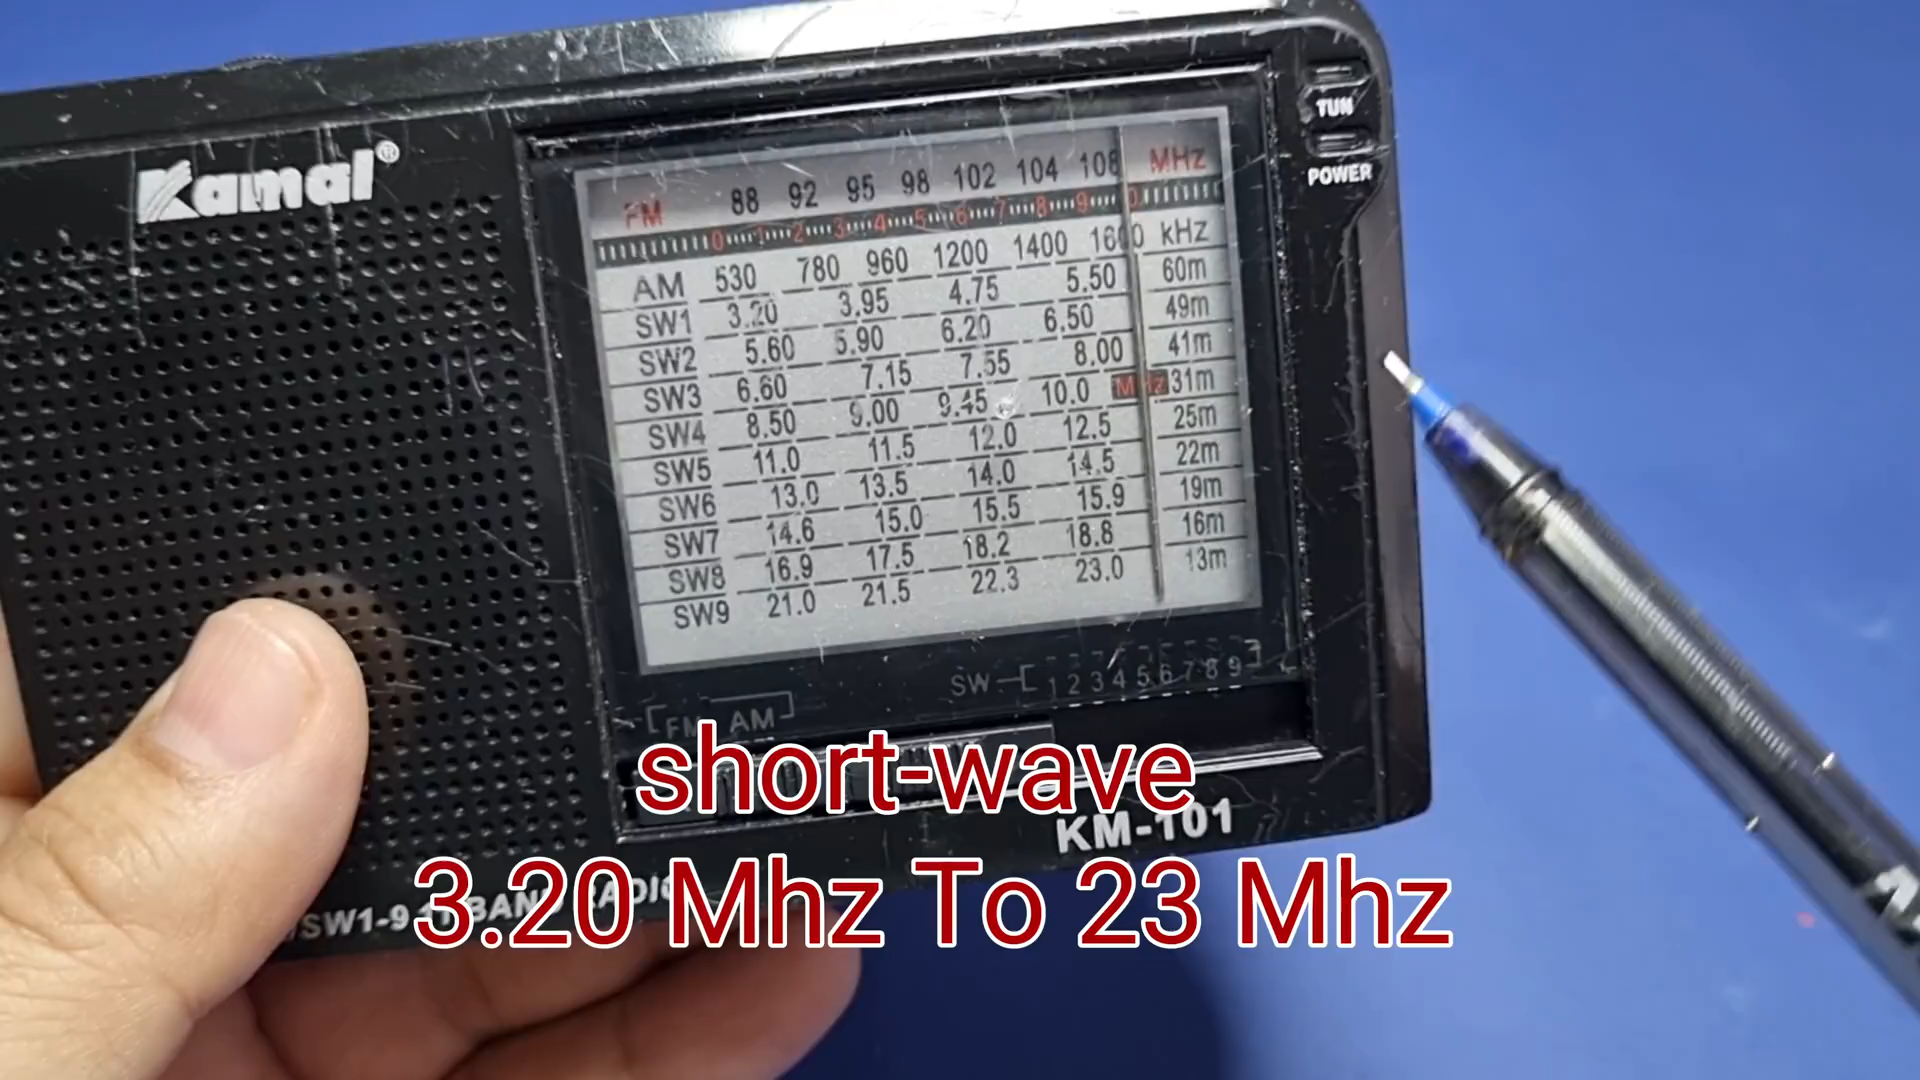 Kamal®
TUN
POWER
FM 88 92 95 98 102 104 108 MHz
0 1 2 3 4 5 6 7 8 9 0
AM 530 780 960 1200 1400 1600 kHz
SW1 3.20 3.95 4.75 5.50 60m
SW2 5.60 5.90 6.20 6.50 49m
SW3 6.60 7.15 7.55 8.00 41m
SW4 8.50 9.00 9.45 10.0 MHz 31m
SW5 11.0 11.5 12.0 12.5 25m
SW6 13.0 13.5 14.0 14.5 22m
SW7 14.6 15.0 15.5 15.9 19m
SW8 16.9 17.5 18.2 18.8 16m
SW9 21.0 21.5 22.3 23.0 13m
SW 1 2 3 4 5 6 7 8 9
FM AM
short-wave
KM-101
3.20 Mhz To 23 Mhz
/SW1-9 11 BAND RADIO